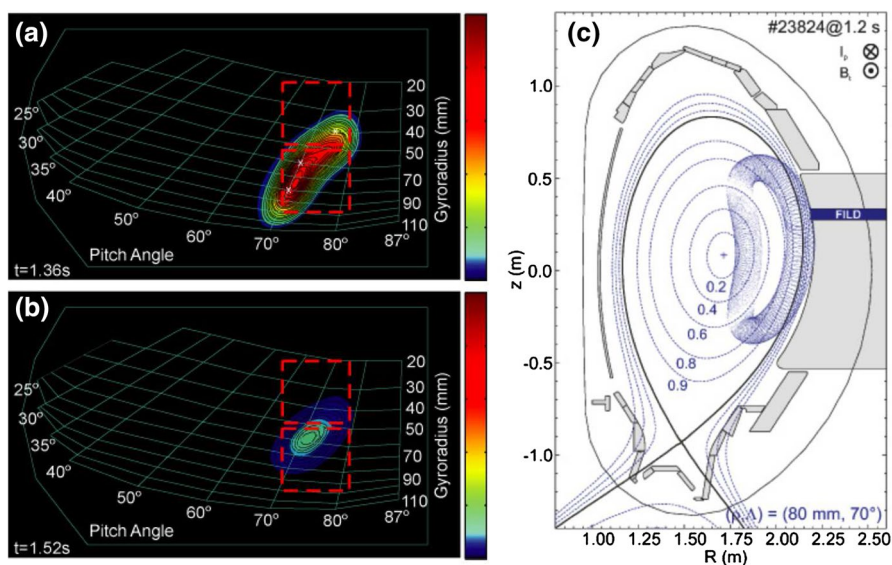 (a)
25°
30°
35°
40°
50°
60°
70°
80°
87°
Pitch Angle
20
30
40
50
70
90
110
Gyroradius (mm)
t=1.36s
(b)
25°
30°
35°
40°
50°
60°
70°
80°
87°
Pitch Angle
20
30
40
50
70
90
110
Gyroradius (mm)
t=1.52s
(c)
#23824@1.2 s
Ip
Bt
1.0
0.5
0.0
-0.5
-1.0
z (m)
FILD
0.2
0.4
0.6
0.8
0.9
(ρ,Λ) = (80 mm, 70°)
1.00 1.25 1.50 1.75 2.00 2.25 2.50
R (m)